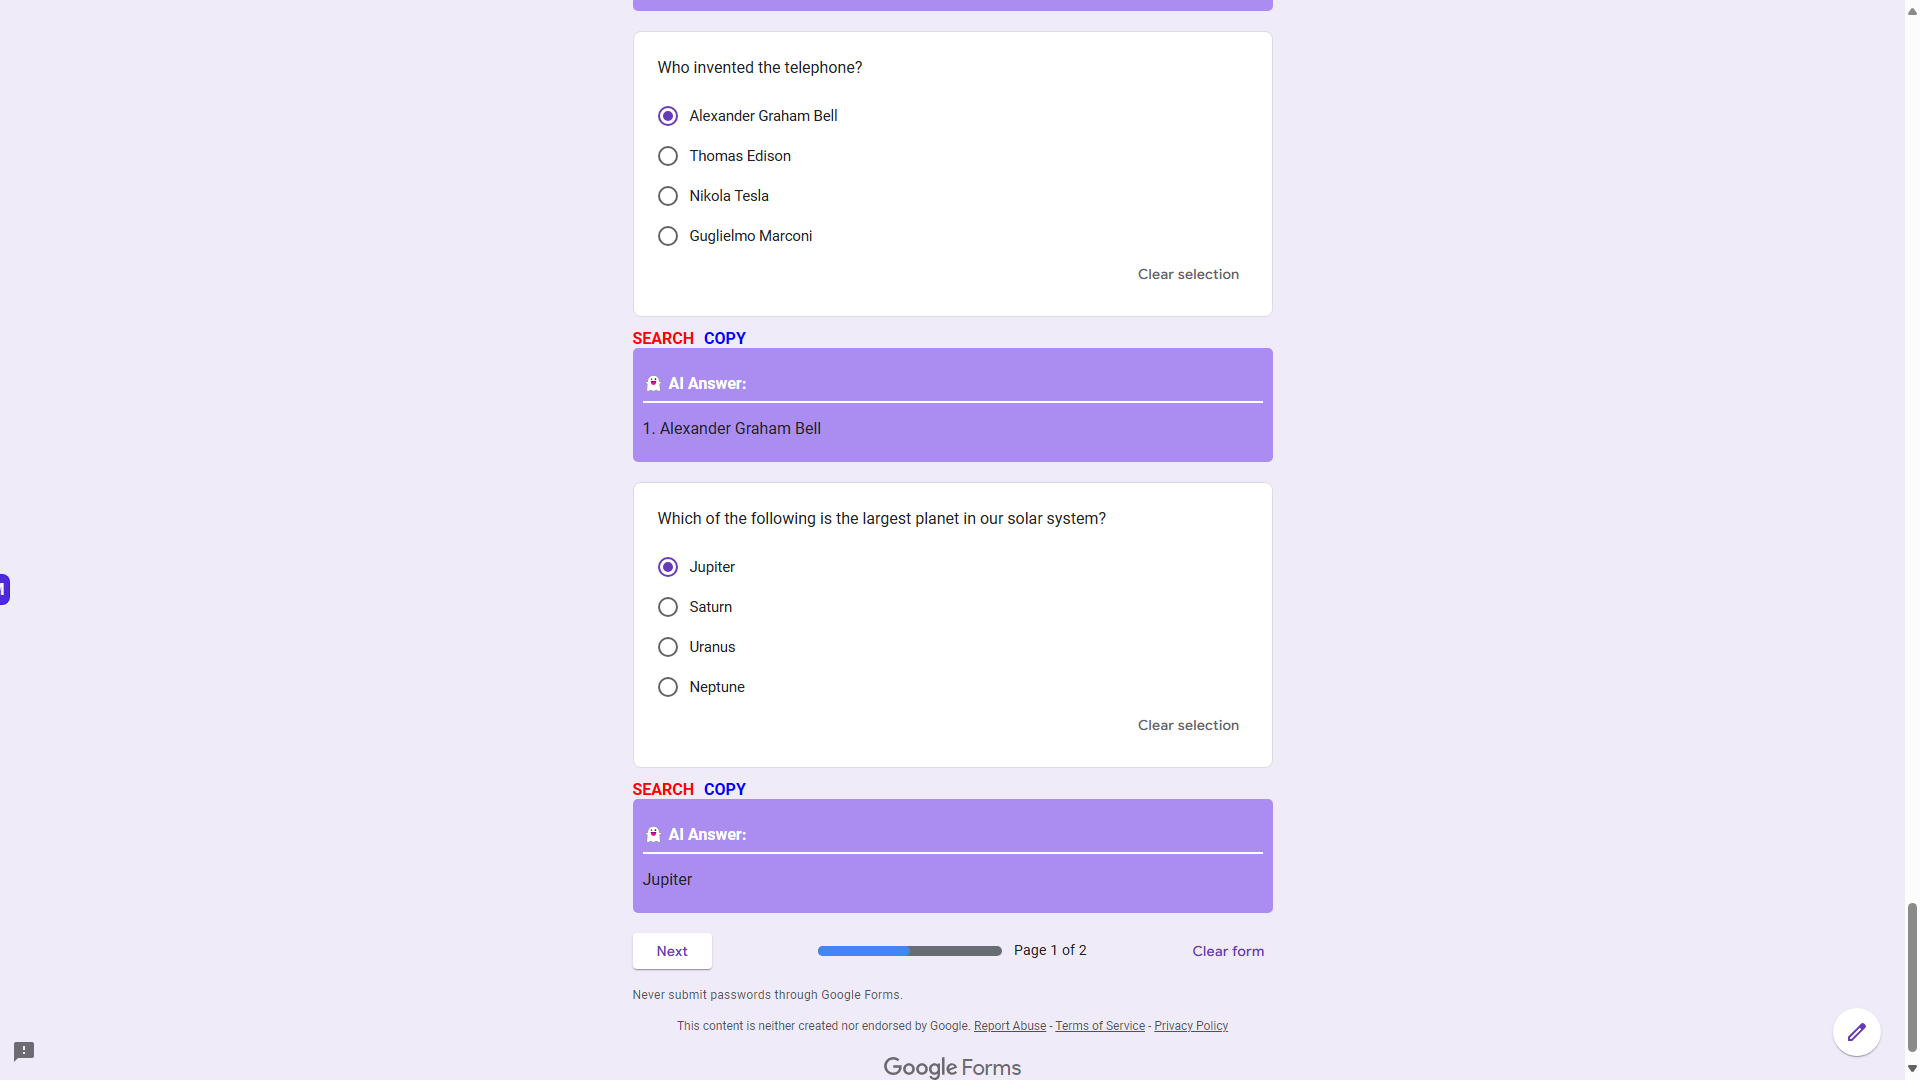 Who invented the telephone?
Alexander Graham Bell
Thomas Edison
Nikola Tesla
Guglielmo Marconi
Clear selection
SEARCH COPY
AI Answer:
1. Alexander Graham Bell
Which of the following is the largest planet in our solar system?
Jupiter
Saturn
Uranus
Neptune
Clear selection
SEARCH COPY
AI Answer:
Jupiter
Next
Page 1 of 2
Clear form
Never submit passwords through Google Forms.
This content is neither created nor endorsed by Google. Report Abuse - Terms of Service - Privacy Policy
Google Forms